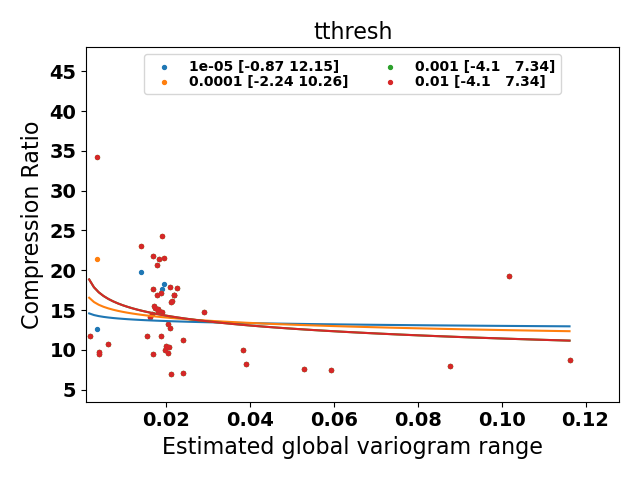 tthresh
1e-05 [-0.87 12.15]
0.001 [-4.1   7.34]
0.0001 [-2.24 10.26]
0.01 [-4.1   7.34]
Compression Ratio
45
40
35
30
25
20
15
10
5
0.02 0.04 0.06 0.08 0.10 0.12
Estimated global variogram range